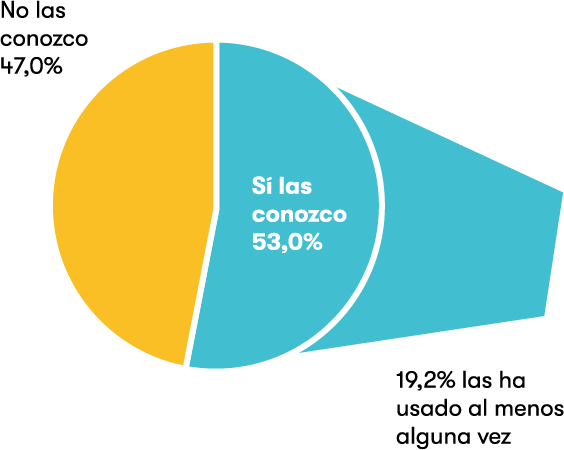 No las
conozco
47,0%
Sí las
conozco
53,0%
19,2% las ha
usado al menos
alguna vez